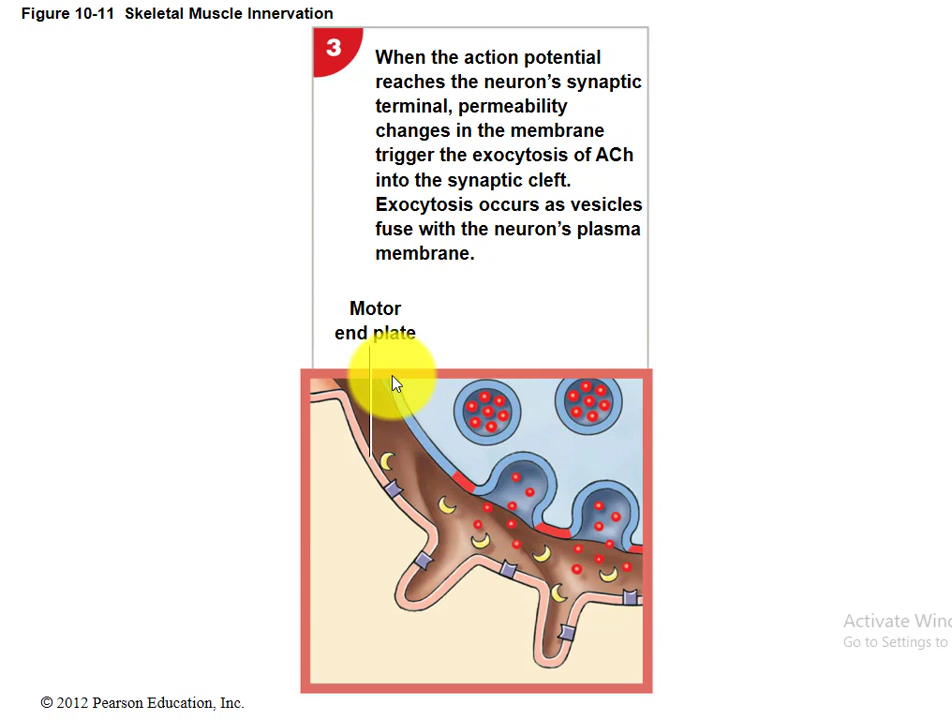 Figure 10-11 Skeletal Muscle Innervation
3
When the action potential
reaches the neuron’s synaptic
terminal, permeability
changes in the membrane
trigger the exocytosis of ACh
into the synaptic cleft.
Exocytosis occurs as vesicles
fuse with the neuron’s plasma
membrane.
Motor
end plate
Activate Wind
Go to Settings to
© 2012 Pearson Education, Inc.